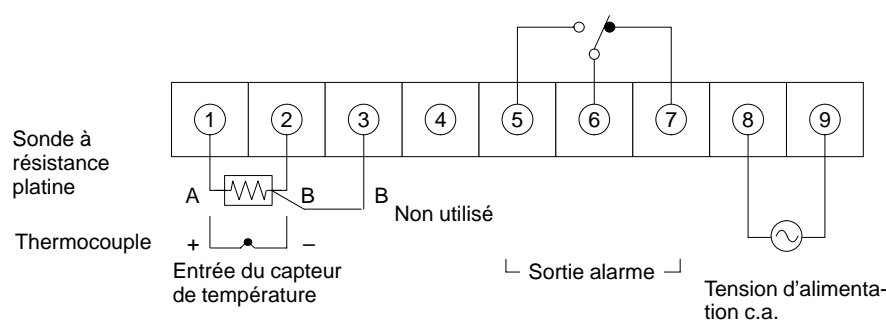 1 2 3 4 5 6 7 8 9
Sonde à
résistance
platine
A B B
Non utilisé
Thermocouple + –
Entrée du capteur
de température
Sortie alarme
Tension d'alimenta-
tion c.a.